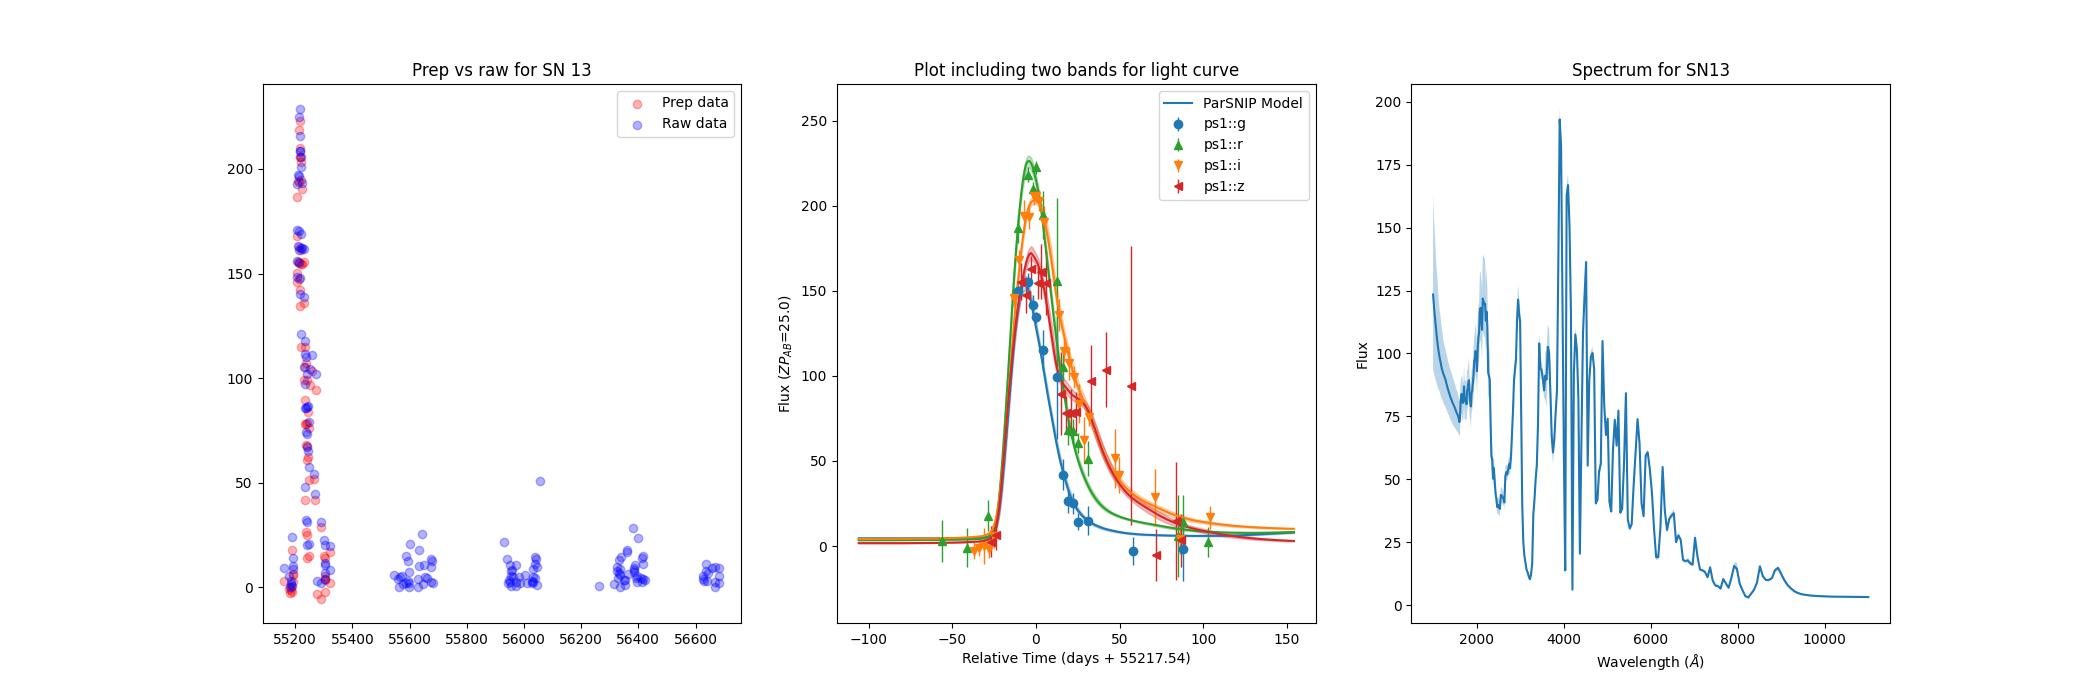 Prep vs raw for SN 13
Prep data
Raw data
200
150
100
50
0
55200 55400 55600 55800 56000 56200 56400 56600
Plot including two bands for light curve
ParSNIP Model
ps1::g
ps1::r
ps1::i
ps1::z
Flux (ZP_AB=25.0)
250
200
150
100
50
0
−100 −50 0 50 100 150
Relative Time (days + 55217.54)
Spectrum for SN13
Flux
200
175
150
125
100
75
50
25
0
2000 4000 6000 8000 10000
Wavelength (Å)